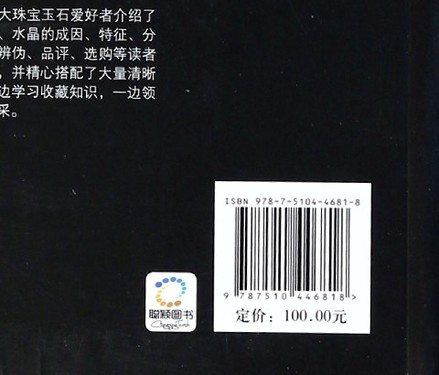 大珠宝玉石爱好者介绍了
、水晶的成因、特征、分
辨伪、品评、选购等读者
，并精心搭配了大量清晰
边学习收藏知识，一边领
采。
ISBN 978-7-5104-4681-8
9 787510 446818 >
定价：100.00元
聪颖图书